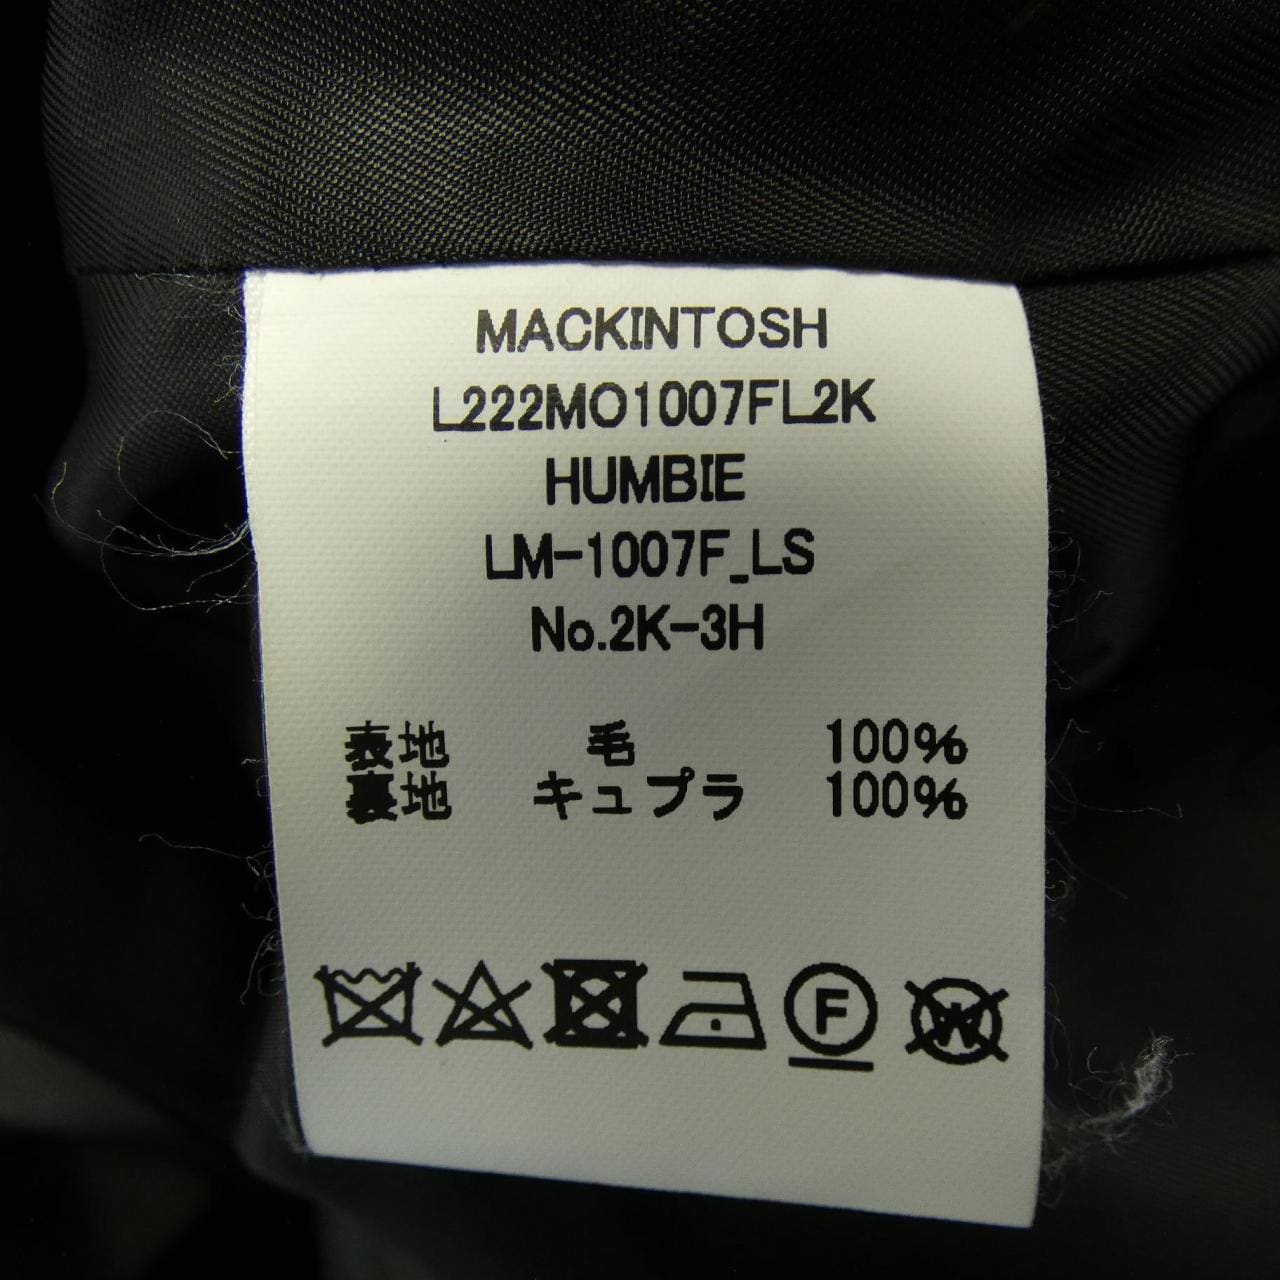 MACKINTOSH
L222MO1007FL2K
HUMBIE
LM-1007F_LS
No.2K-3H
表地 毛 100%
裏地 キュプラ 100%
F W